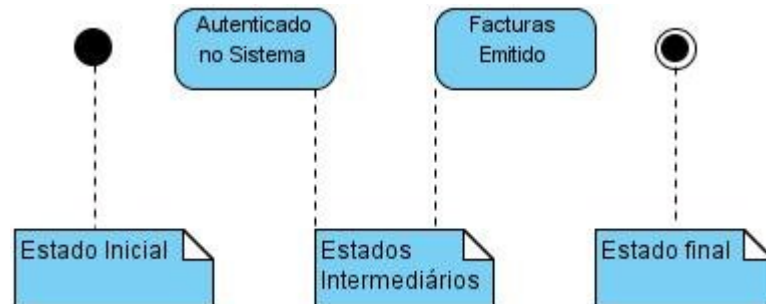 Autenticado
no Sistema
Facturas
Emitido
Estado Inicial
Estados
Intermediários
Estado final